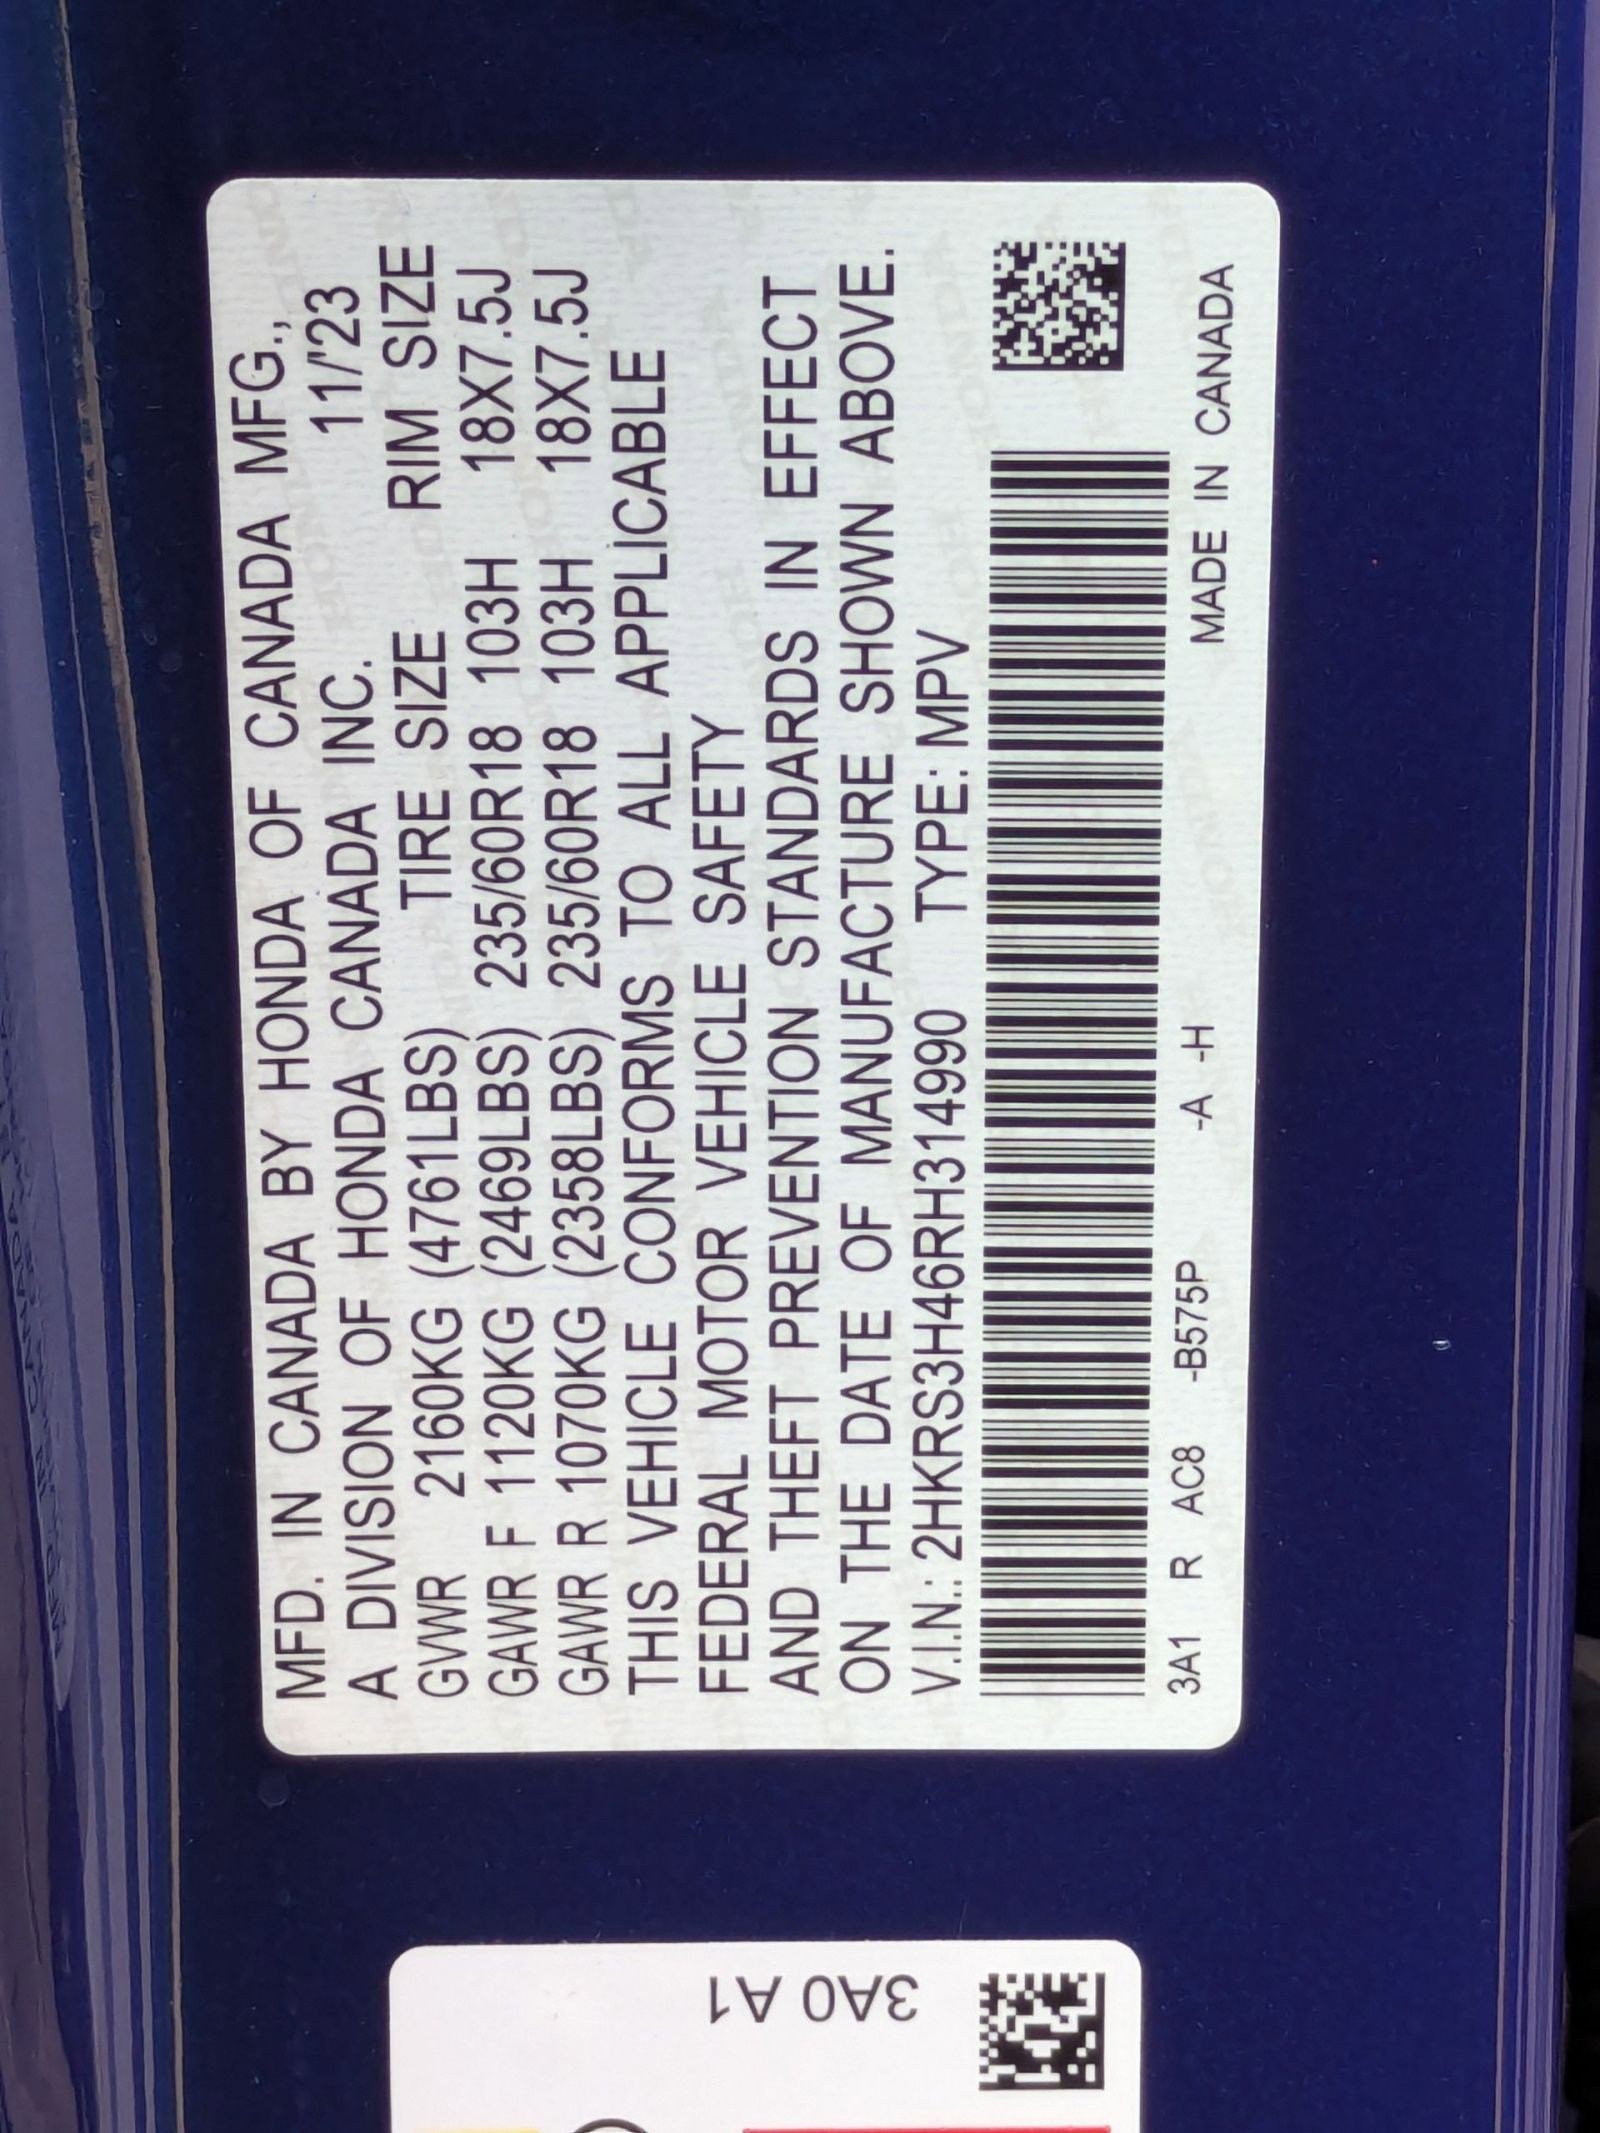 MFD. IN CANADA BY HONDA OF CANADA MFG.,
A DIVISION OF HONDA CANADA INC. 11/'23
GVWR 2160KG (4761LBS) TIRE SIZE RIM SIZE
GAWR F 1120KG (2469LBS) 235/60R18 103H 18X7.5J
GAWR R 1070KG (2358LBS) 235/60R18 103H 18X7.5J
THIS VEHICLE CONFORMS TO ALL APPLICABLE
FEDERAL MOTOR VEHICLE SAFETY
AND THEFT PREVENTION STANDARDS IN EFFECT
ON THE DATE OF MANUFACTURE SHOWN ABOVE.
V.I.N.: 2HKRS3H46RH314990 TYPE: MPV
3A1 R AC8 -B575P -A -H MADE IN CANADA
3A0 A1